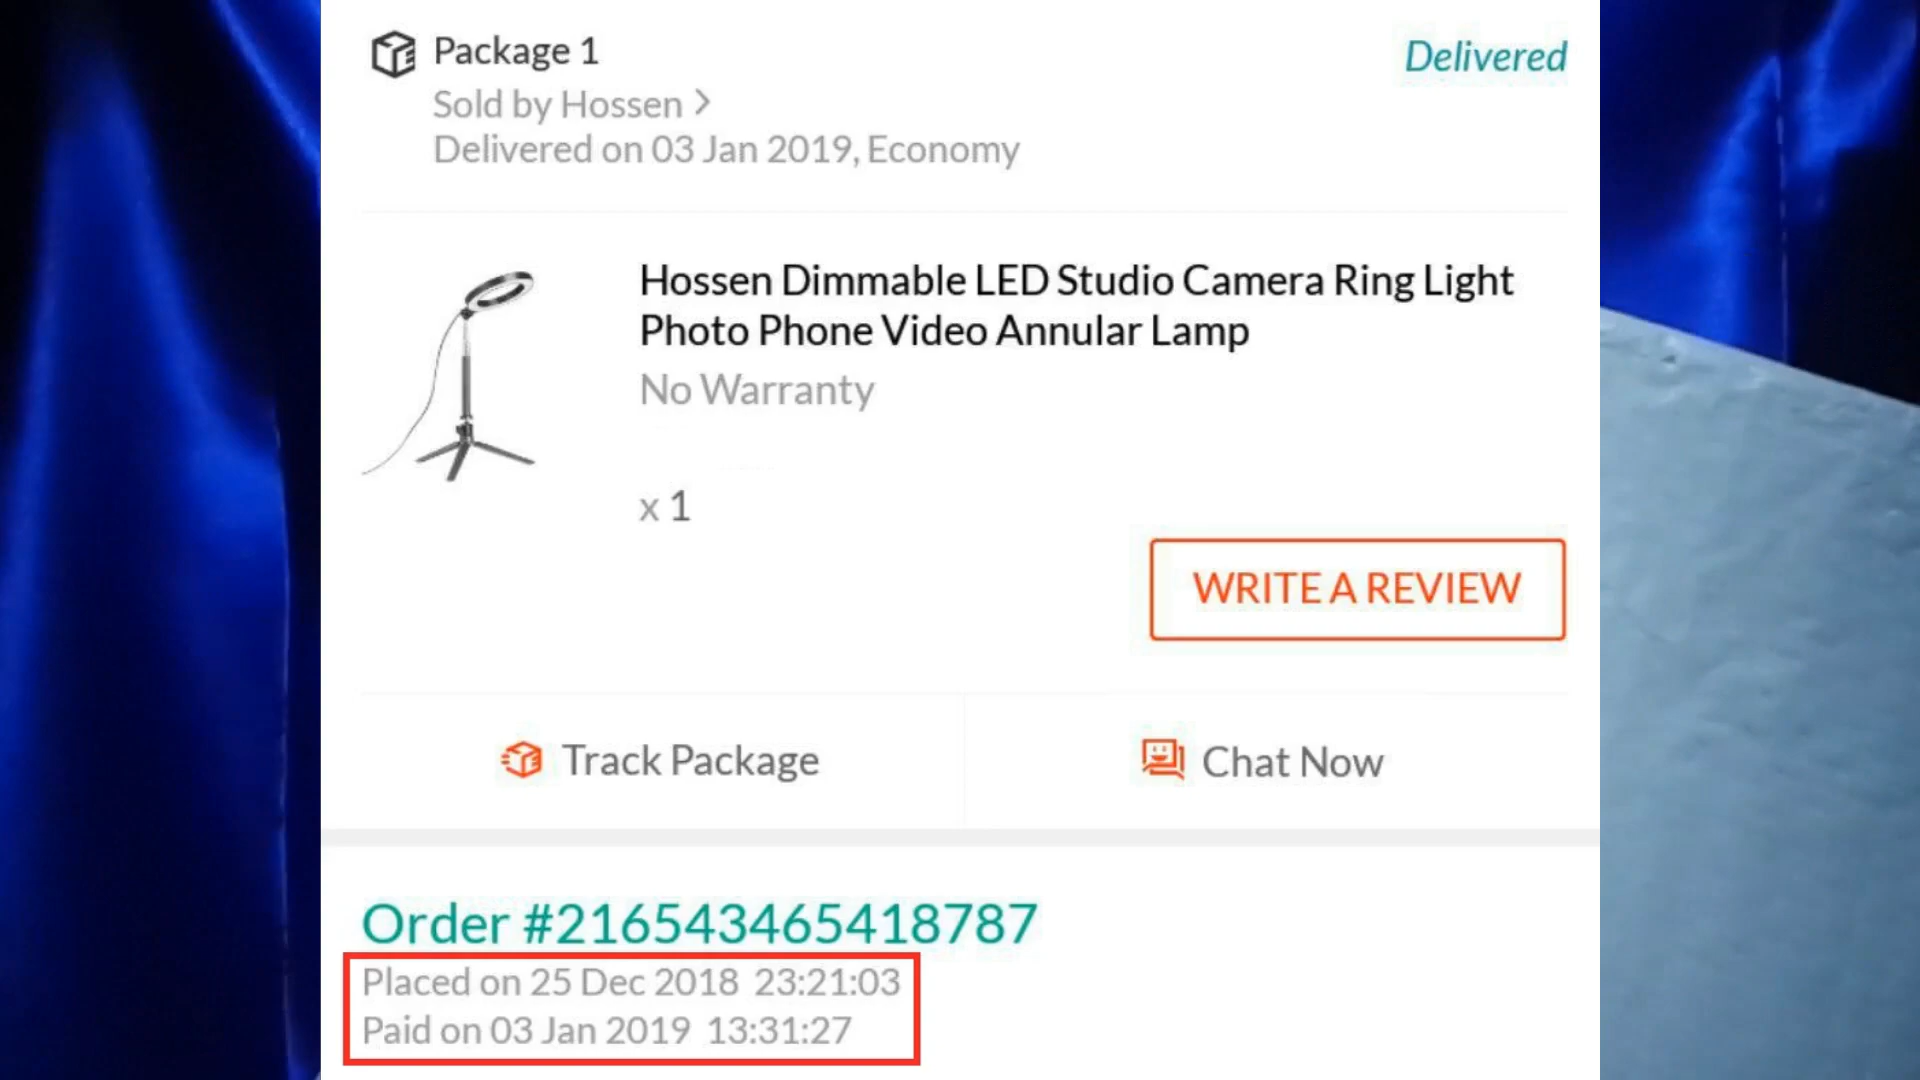 Package 1
Delivered
Sold by Hossen >
Delivered on 03 Jan 2019, Economy
Hossen Dimmable LED Studio Camera Ring Light
Photo Phone Video Annular Lamp
No Warranty
x 1
WRITE A REVIEW
Track Package
Chat Now
Order #216543465418787
Placed on 25 Dec 2018 23:21:03
Paid on 03 Jan 2019 13:31:27